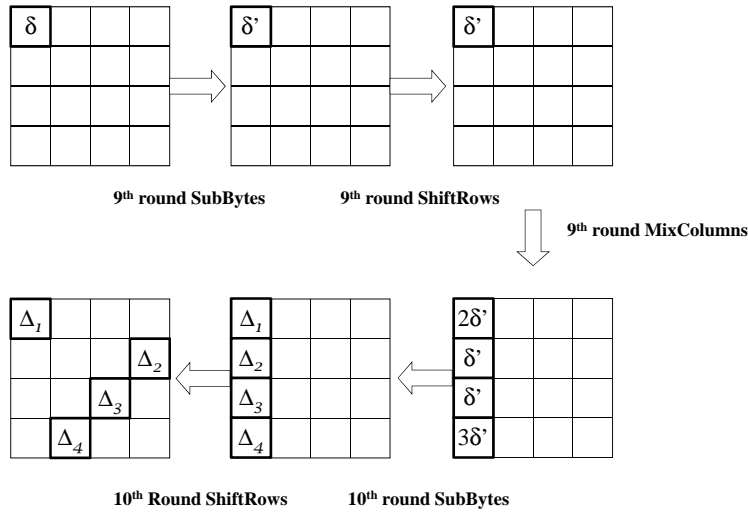 δ δ’ δ’
9th round SubBytes 9th round ShiftRows
9th round MixColumns
Δ1 Δ1 2δ’
Δ2 Δ2 δ’
Δ3 Δ3 δ’
Δ4 Δ4 3δ’
10th Round ShiftRows 10th round SubBytes